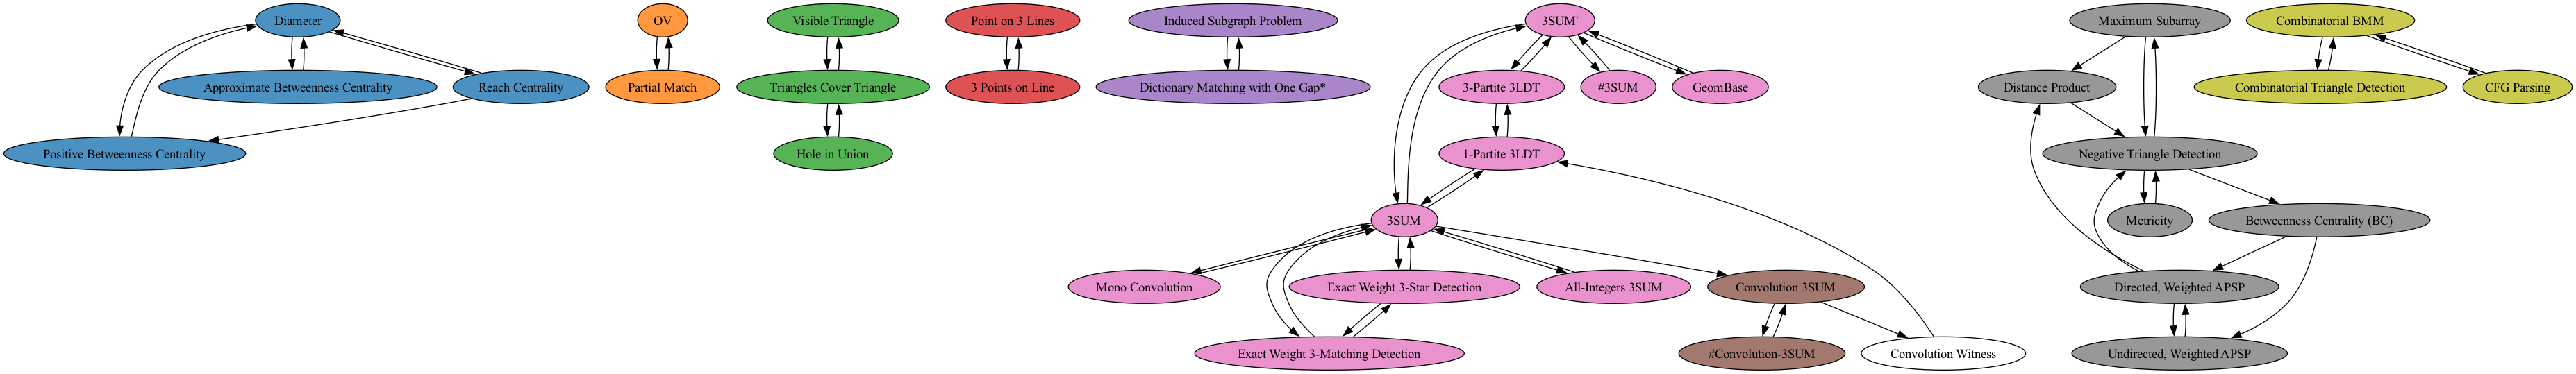 Diameter
OV
Visible Triangle
Point on 3 Lines
Induced Subgraph Problem
3SUM'
Maximum Subarray
Combinatorial BMM
Approximate Betweenness Centrality
Reach Centrality
Partial Match
Triangles Cover Triangle
3 Points on Line
Dictionary Matching with One Gap*
3-Partite 3LDT
#3SUM
GeomBase
Distance Product
Combinatorial Triangle Detection
CFG Parsing
Positive Betweenness Centrality
Hole in Union
1-Partite 3LDT
Negative Triangle Detection
3SUM
Metricity
Betweenness Centrality (BC)
Mono Convolution
Exact Weight 3-Star Detection
All-Integers 3SUM
Convolution 3SUM
Directed, Weighted APSP
Exact Weight 3-Matching Detection
#Convolution-3SUM
Convolution Witness
Undirected, Weighted APSP